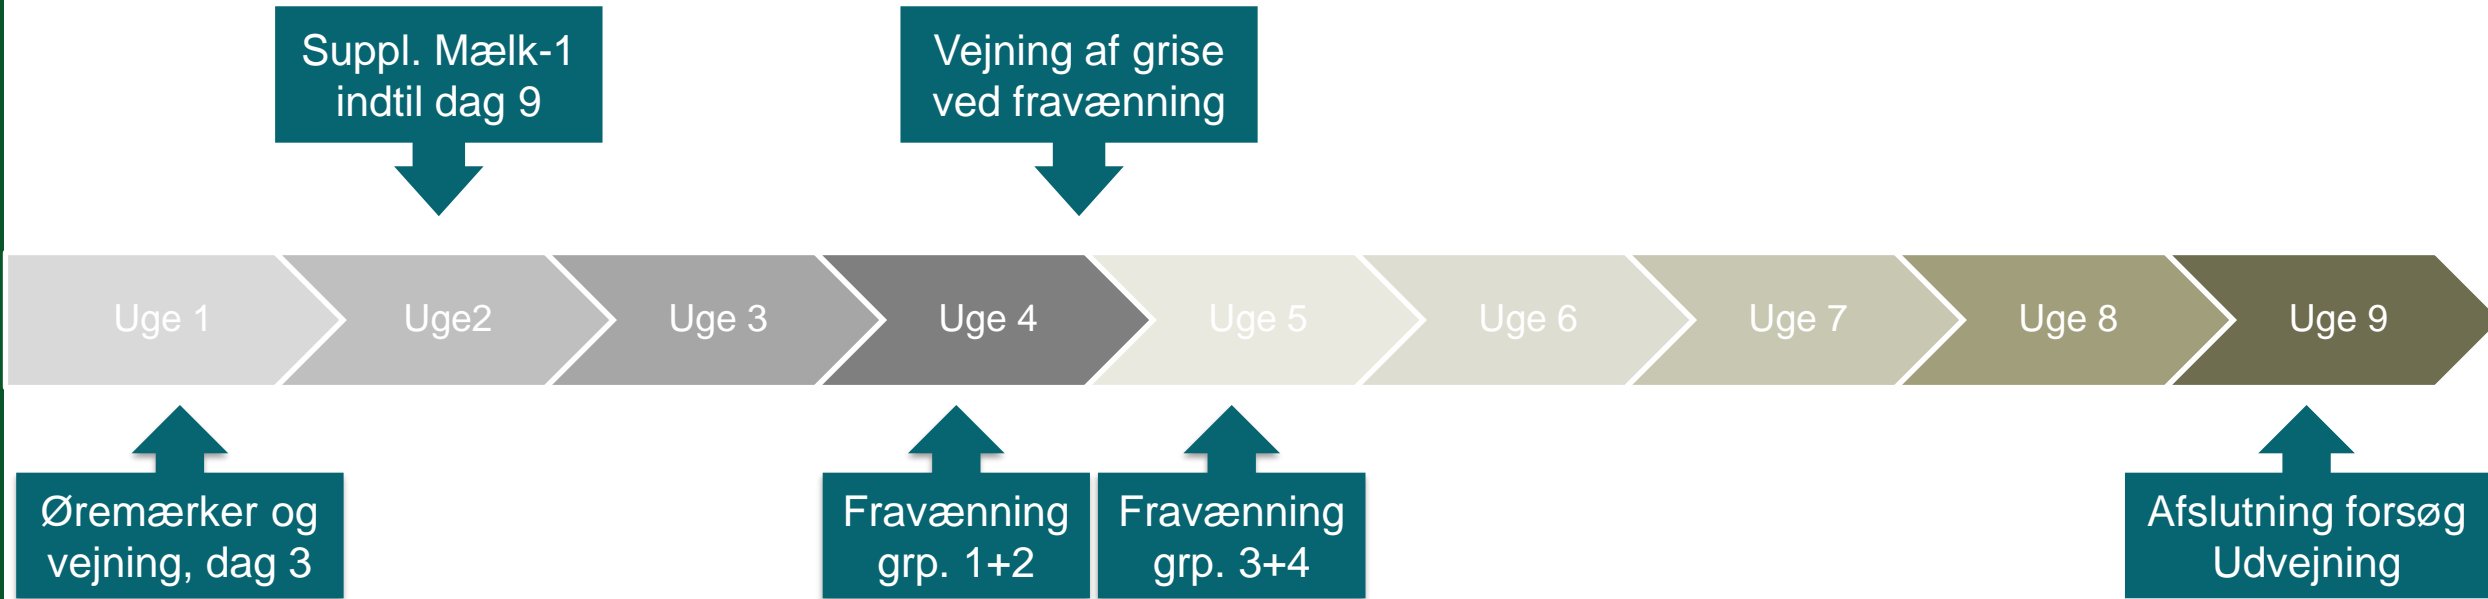 Suppl. Mælk-1
indtil dag 9
Vejning af grise
ved fravænning
Uge 1
Uge2
Uge 3
Uge 4
Uge 5
Uge 6
Uge 7
Uge 8
Uge 9
Øremærker og
vejning, dag 3
Fravænning
grp. 1+2
Fravænning
grp. 3+4
Afslutning forsøg
Udvejning